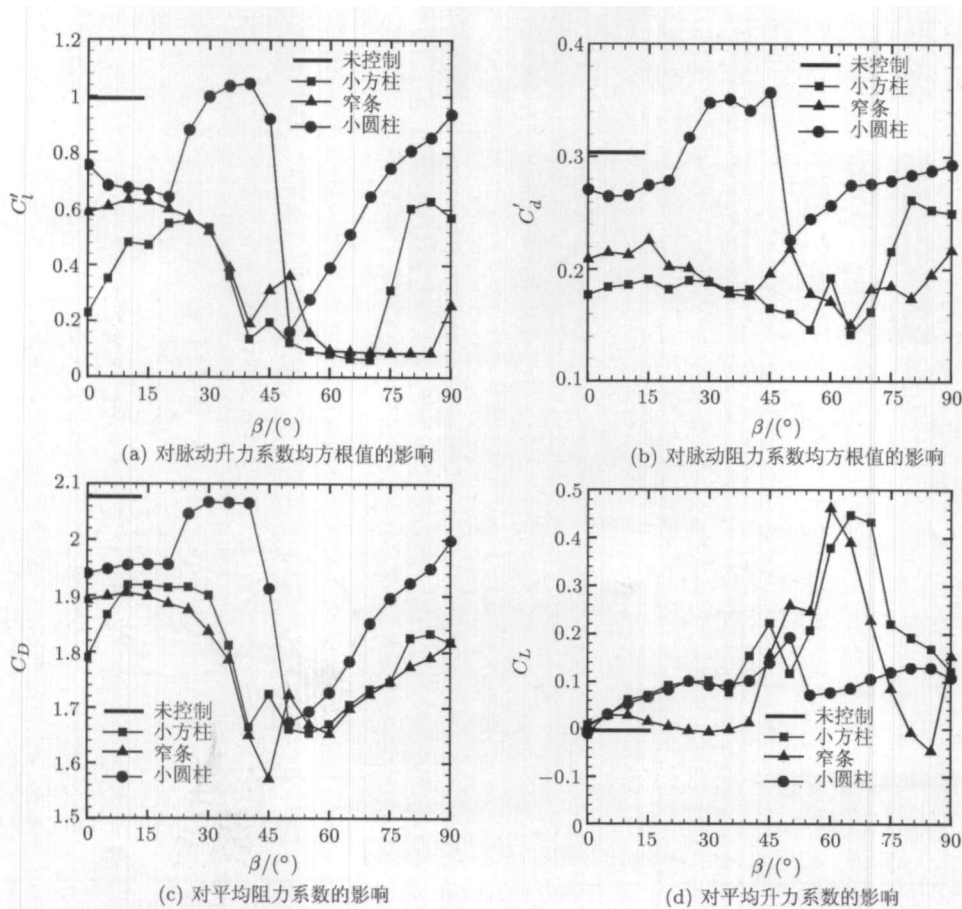 1.2
1
0.8
0.6
0.4
0.2
0
C'_l
未控制
小方柱
窄条
小圆柱
0 15 30 45 60 75 90
β/(°)
(a) 对脉动升力系数均方根值的影响
0.4
0.3
0.2
0.1
C'_d
未控制
小方柱
窄条
小圆柱
0 15 30 45 60 75 90
β/(°)
(b) 对脉动阻力系数均方根值的影响
2.1
2
1.9
1.8
1.7
1.6
1.5
C_D
未控制
小方柱
窄条
小圆柱
0 15 30 45 60 75 90
β/(°)
(c) 对平均阻力系数的影响
0.5
0.4
0.3
0.2
0.1
0
−0.1
0
C_L
未控制
小方柱
窄条
小圆柱
0 15 30 45 60 75 90
β/(°)
(d) 对平均升力系数的影响